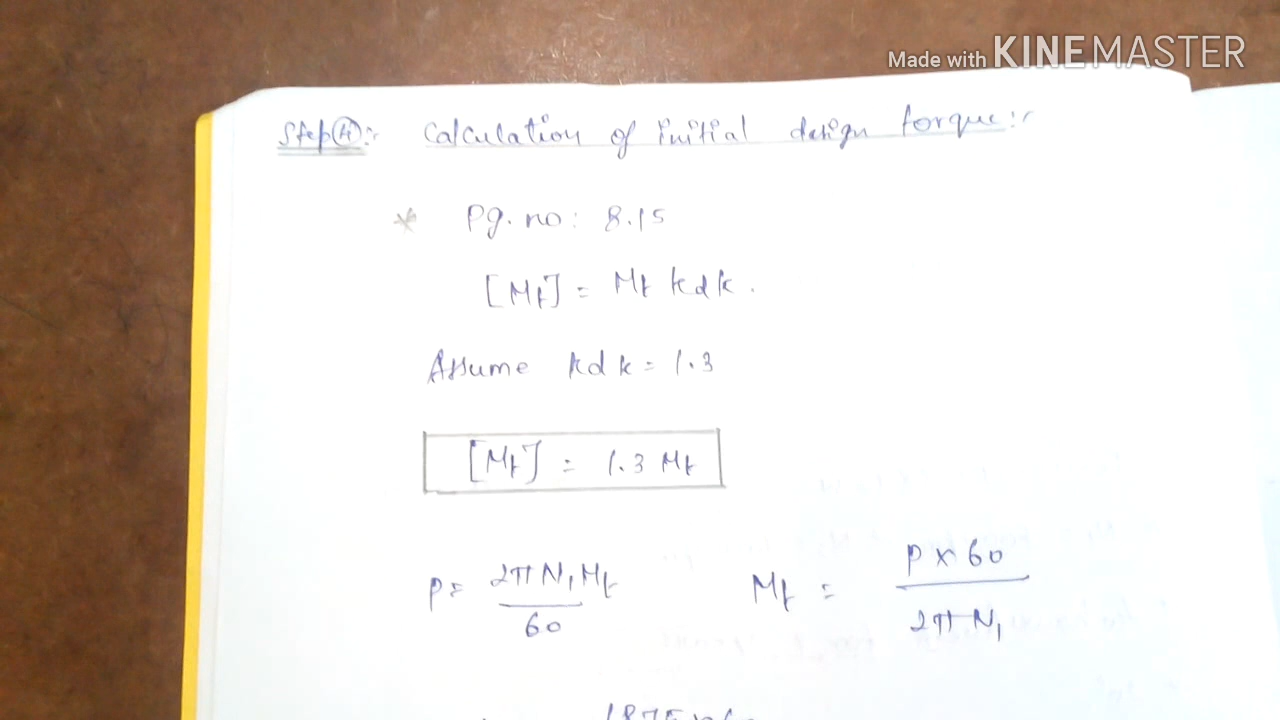 Made with KINEMASTER
Step 4:- Calculation of initial design torque:-
* Pg. no: 8.15
[Mt] = Mt kd k.
Assume kd k = 1.3
[Mt] = 1.3 Mt
P = 2π N1 Mt / 60    Mt = P x 60 / 2π N1